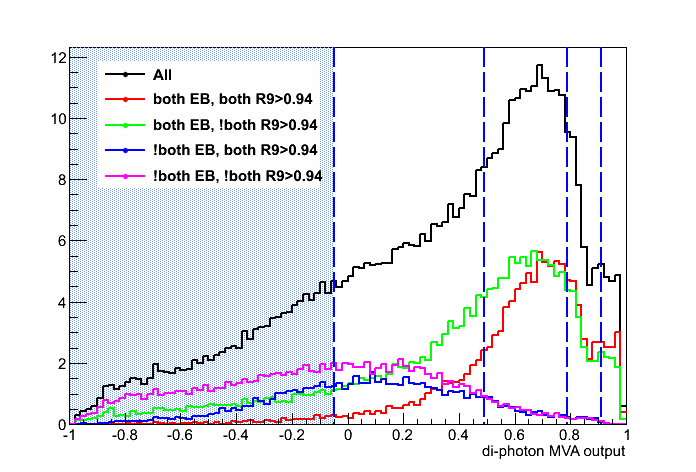 12
10
8
6
4
2
0
All
both EB, both R9>0.94
both EB, !both R9>0.94
!both EB, both R9>0.94
!both EB, !both R9>0.94
-1 -0.8 -0.6 -0.4 -0.2 0 0.2 0.4 0.6 0.8 1
di-photon MVA output